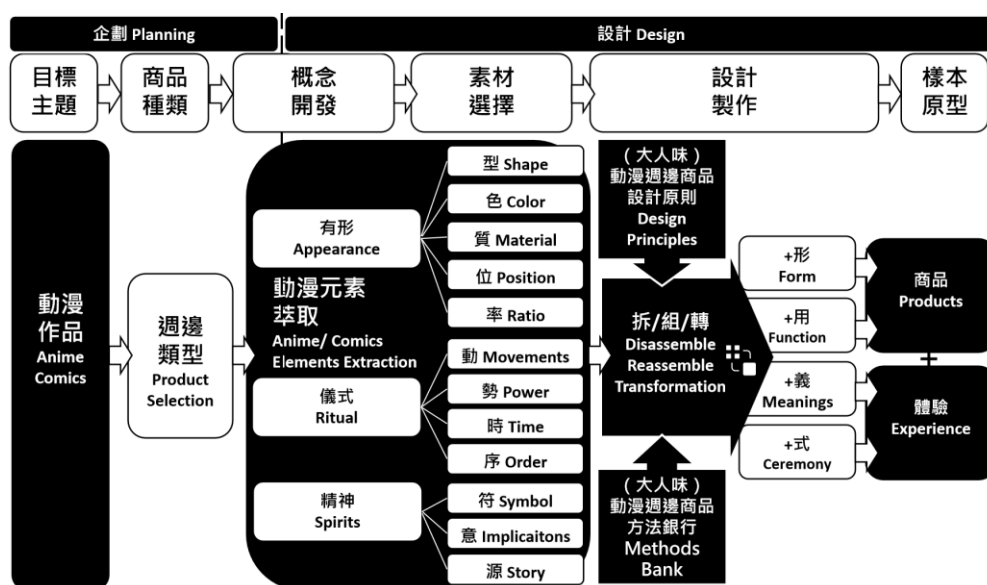 企劃 Planning
設計 Design
目標
主題
商品
種類
概念
開發
素材
選擇
設計
製作
樣本
原型
動漫
作品
Anime
Comics
週邊
類型
Product
Selection
動漫元素
萃取
Anime/ Comics
Elements Extraction
有形
Appearance
型 Shape
色 Color
質 Material
位 Position
率 Ratio
儀式
Ritual
動 Movements
勢 Power
時 Time
序 Order
精神
Spirits
符 Symbol
意 Implicaitons
源 Story
（大人味）
動漫週邊商品
設計原則
Design
Principles
拆/組/轉
Disassemble
Reassemble
Transformation
（大人味）
動漫週邊商品
方法銀行
Methods
Bank
+形
Form
+用
Function
+義
Meanings
+式
Ceremony
商品
Products
+
體驗
Experience